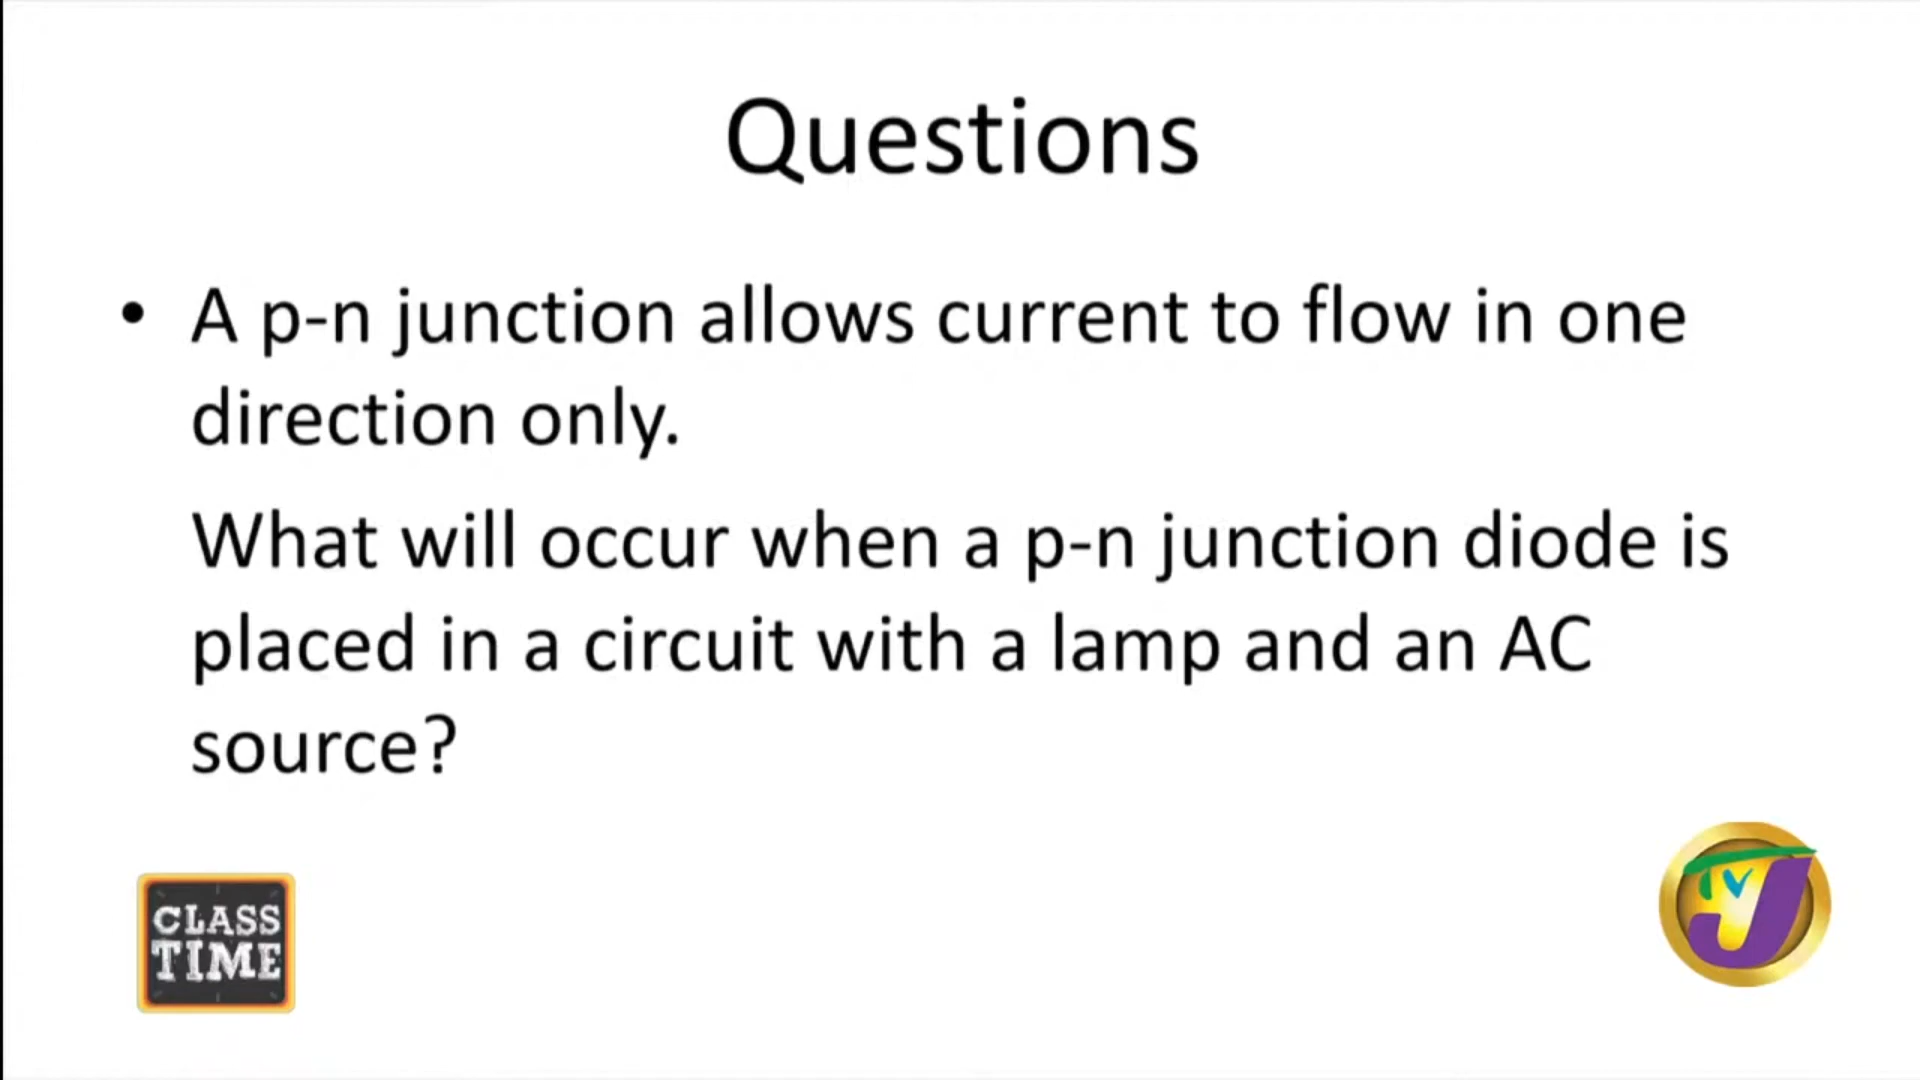 Questions
• A p-n junction allows current to flow in one
direction only.
What will occur when a p-n junction diode is
placed in a circuit with a lamp and an AC
source?
CLASS
TIME
TVJ